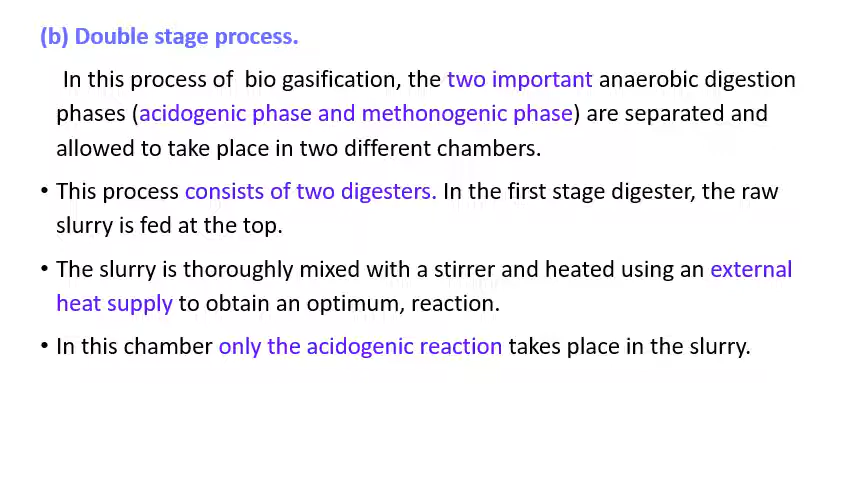 (b) Double stage process.
In this process of  bio gasification, the two important anaerobic digestion
phases (acidogenic phase and methonogenic phase) are separated and
allowed to take place in two different chambers.
• This process consists of two digesters. In the first stage digester, the raw
slurry is fed at the top.
• The slurry is thoroughly mixed with a stirrer and heated using an external
heat supply to obtain an optimum, reaction.
• In this chamber only the acidogenic reaction takes place in the slurry.